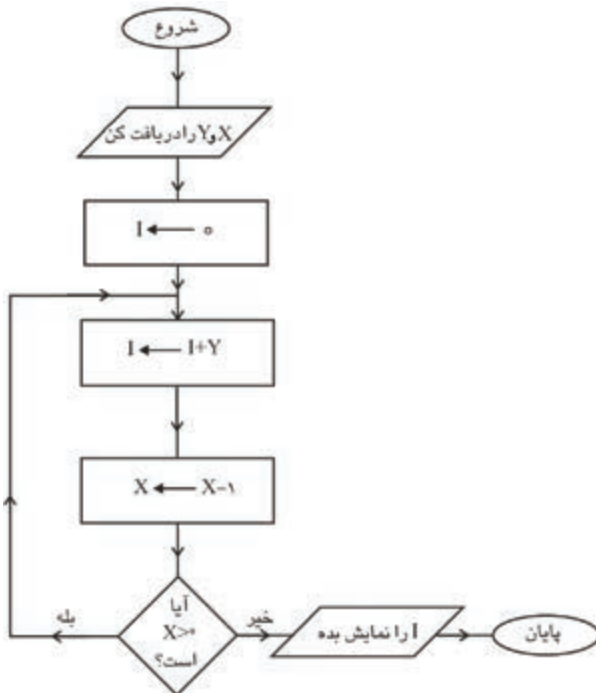 شروع
X و Y را دریافت کن
I ← ۰
I ← I+Y
X ← X-۱
آیا
X>۰
است؟
بله
خیر
I را نمایش بده
پایان